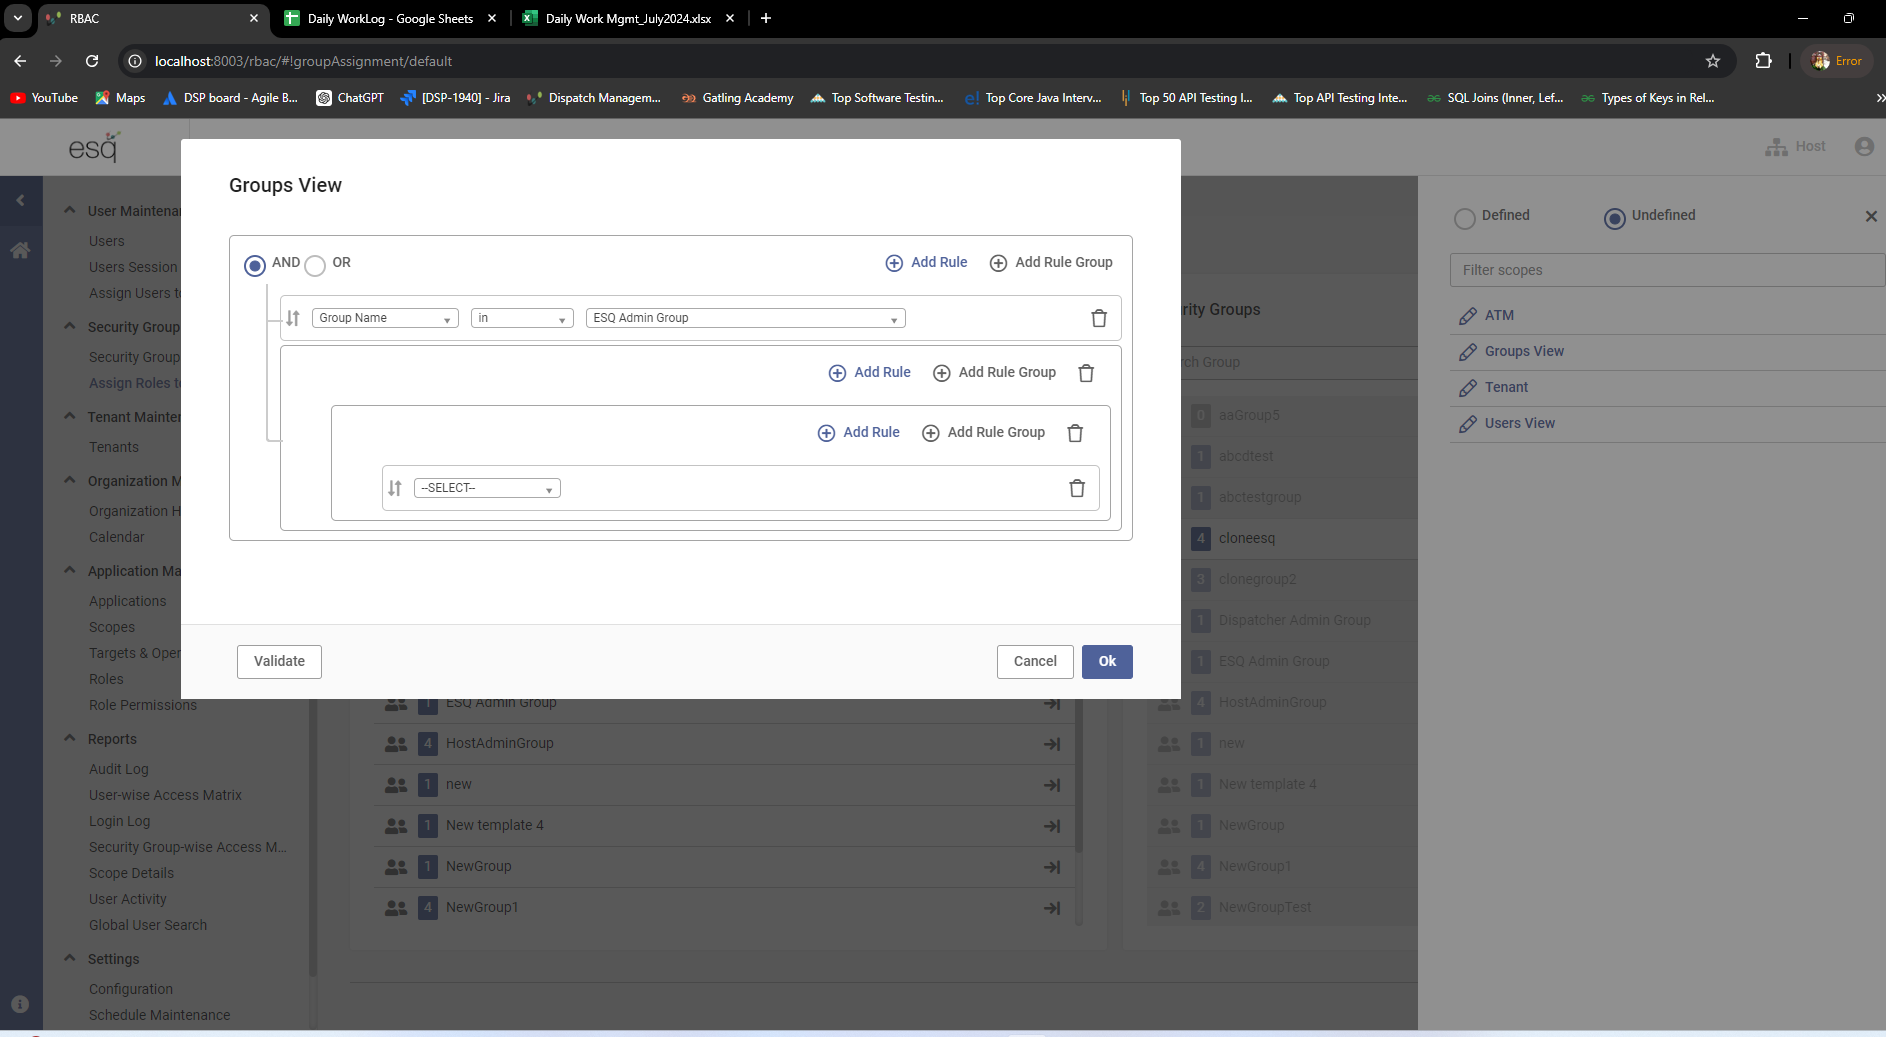 RBAC
Daily WorkLog - Google Sheets
Daily Work Mgmt_July2024.xlsx
localhost:8003/rbac/#!groupAssignment/default
Error
YouTube
Maps
DSP board - Agile B...
ChatGPT
[DSP-1940] - Jira
Dispatch Managem...
Gatling Academy
Top Software Testin...
Top Core Java Interv...
Top 50 API Testing I...
Top API Testing Inte...
SQL Joins (Inner, Lef...
Types of Keys in Rel...
esq
Host
User Maintenan
Users
Users Session
Assign Users t
Security Group
Security Group
Assign Roles t
Tenant Mainter
Tenants
Organization M
Organization H
Calendar
Application Ma
Applications
Scopes
Targets & Oper
Roles
Role Permissions
Reports
Audit Log
User-wise Access Matrix
Login Log
Security Group-wise Access M...
Scope Details
User Activity
Global User Search
Settings
Configuration
Schedule Maintenance
Groups View
AND OR
Add Rule
Add Rule Group
Group Name
in
ESQ Admin Group
Add Rule
Add Rule Group
Add Rule
Add Rule Group
--SELECT--
Validate
Cancel
Ok
1 ESQ Admin Group
4 HostAdminGroup
1 new
1 New template 4
1 NewGroup
4 NewGroup1
rity Groups
rch Group
0 aaGroup5
1 abcdtest
1 abctestgroup
4 cloneesq
3 clonegroup2
1 Dispatcher Admin Group
1 ESQ Admin Group
4 HostAdminGroup
1 new
1 New template 4
1 NewGroup
4 NewGroup1
2 NewGroupTest
Defined
Undefined
Filter scopes
ATM
Groups View
Tenant
Users View